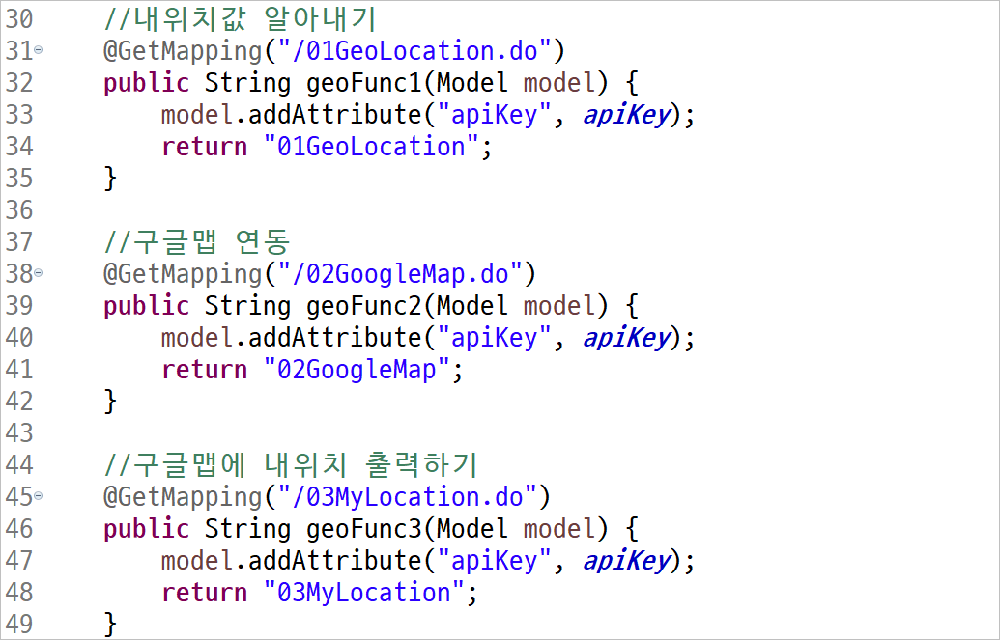 30 //내위치값 알아내기
31 @GetMapping("/01GeoLocation.do")
32 public String geoFunc1(Model model) {
33 model.addAttribute("apiKey", apiKey);
34 return "01GeoLocation";
35 }
36
37 //구글맵 연동
38 @GetMapping("/02GoogleMap.do")
39 public String geoFunc2(Model model) {
40 model.addAttribute("apiKey", apiKey);
41 return "02GoogleMap";
42 }
43
44 //구글맵에 내위치 출력하기
45 @GetMapping("/03MyLocation.do")
46 public String geoFunc3(Model model) {
47 model.addAttribute("apiKey", apiKey);
48 return "03MyLocation";
49 }